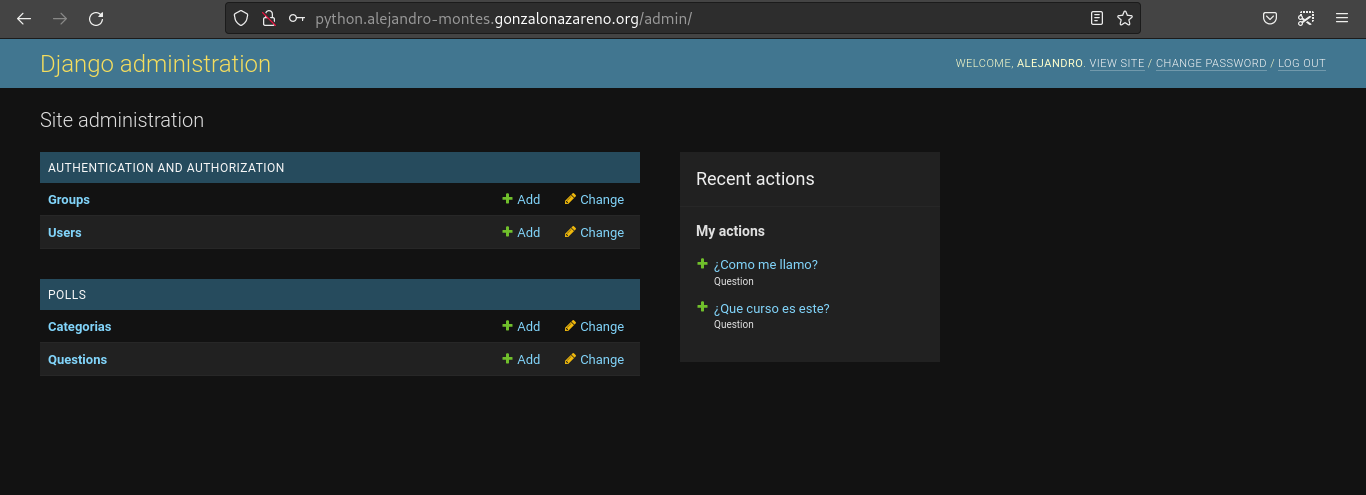 python.alejandro-montes.gonzalonazareno.org/admin/
Django administration
WELCOME, ALEJANDRO. VIEW SITE / CHANGE PASSWORD / LOG OUT
Site administration
AUTHENTICATION AND AUTHORIZATION
Groups Add Change
Users Add Change
POLLS
Categorias Add Change
Questions Add Change
Recent actions
My actions
¿Como me llamo?
Question
¿Que curso es este?
Question